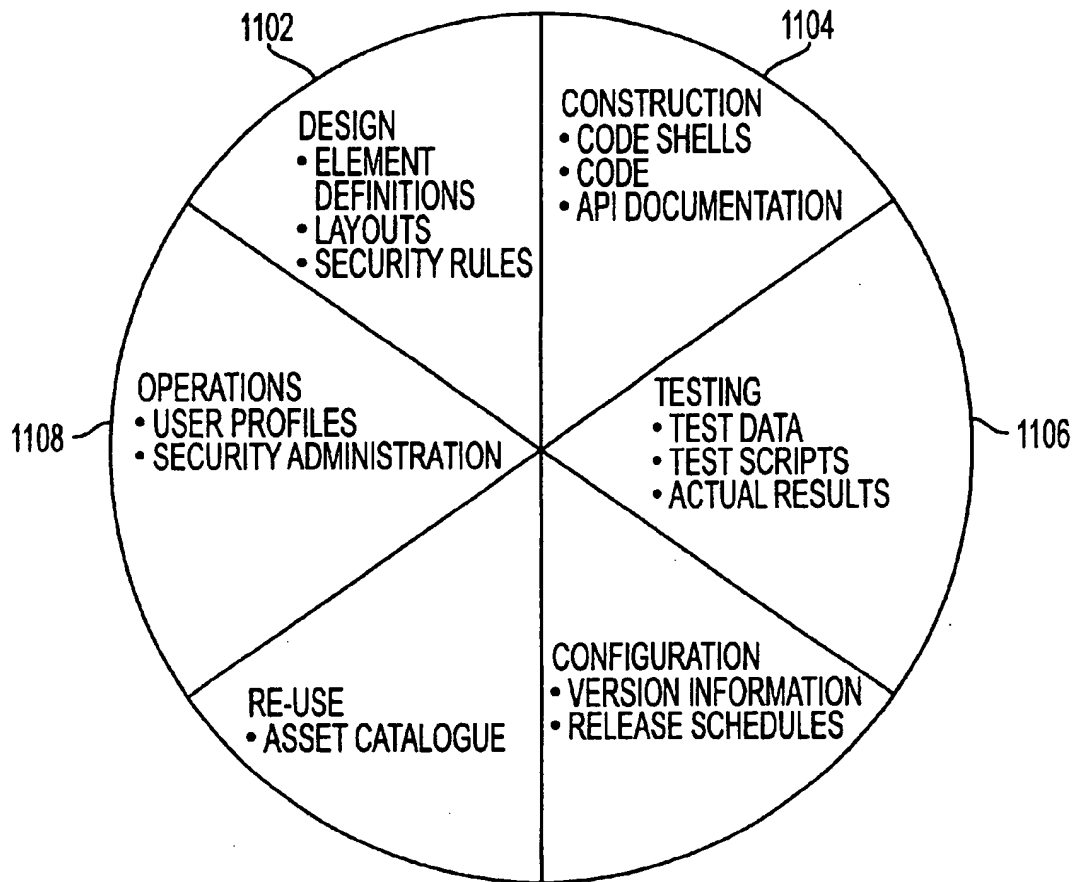 1102
1104
DESIGN
• ELEMENT
DEFINITIONS
• LAYOUTS
• SECURITY RULES
CONSTRUCTION
• CODE SHELLS
• CODE
• API DOCUMENTATION
OPERATIONS
• USER PROFILES
• SECURITY ADMINISTRATION
1108
TESTING
• TEST DATA
• TEST SCRIPTS
• ACTUAL RESULTS
1106
RE-USE
• ASSET CATALOGUE
CONFIGURATION
• VERSION INFORMATION
• RELEASE SCHEDULES